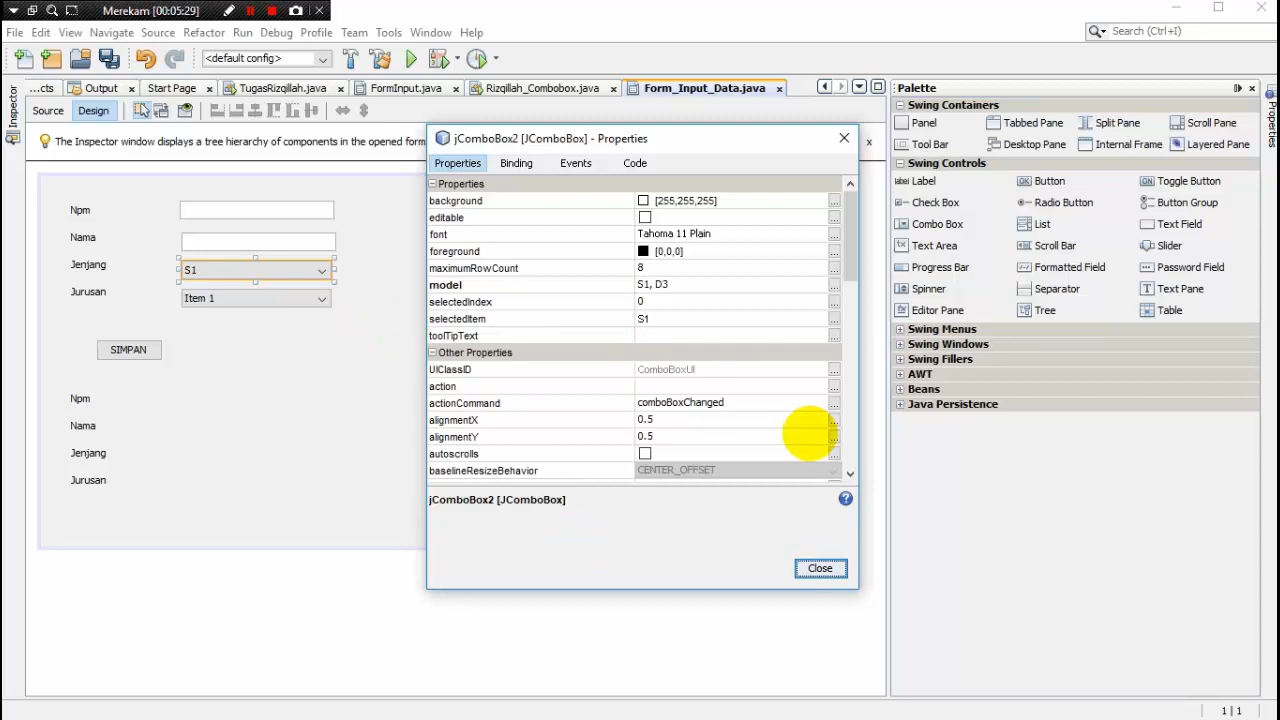 Merekam [00:05:29]
File Edit View Navigate Source Refactor Run Debug Profile Team Tools Window Help
Search (Ctrl+I)
<default config>
...cts Output Start Page TugasRizqillah.java FormInput.java Rizqillah_Combobox.java Form_Input_Data.java
Source Design
Inspector
The Inspector window displays a tree hierarchy of components in the opened form
Npm
Nama
Jenjang S1
Jurusan Item 1
SIMPAN
Npm
Nama
Jenjang
Jurusan
jComboBox2 [JComboBox] - Properties
Properties Binding Events Code
Properties
background [255,255,255]
editable
font Tahoma 11 Plain
foreground [0,0,0]
maximumRowCount 8
model S1, D3
selectedIndex 0
selectedItem S1
toolTipText
Other Properties
UIClassID ComboBoxUI
action
actionCommand comboBoxChanged
alignmentX 0.5
alignmentY 0.5
autoscrolls
baselineResizeBehavior CENTER_OFFSET
jComboBox2 [JComboBox]
Close
Palette
Swing Containers
Panel Tabbed Pane Split Pane Scroll Pane
Tool Bar Desktop Pane Internal Frame Layered Pane
Swing Controls
label Label OK Button ON Toggle Button
Check Box Radio Button Button Group
Combo Box List Text Field
Text Area Scroll Bar Slider
Progress Bar Formatted Field Password Field
Spinner Separator Text Pane
Editor Pane Tree Table
Swing Menus
Swing Windows
Swing Fillers
AWT
Beans
Java Persistence
Properties
1 | 1